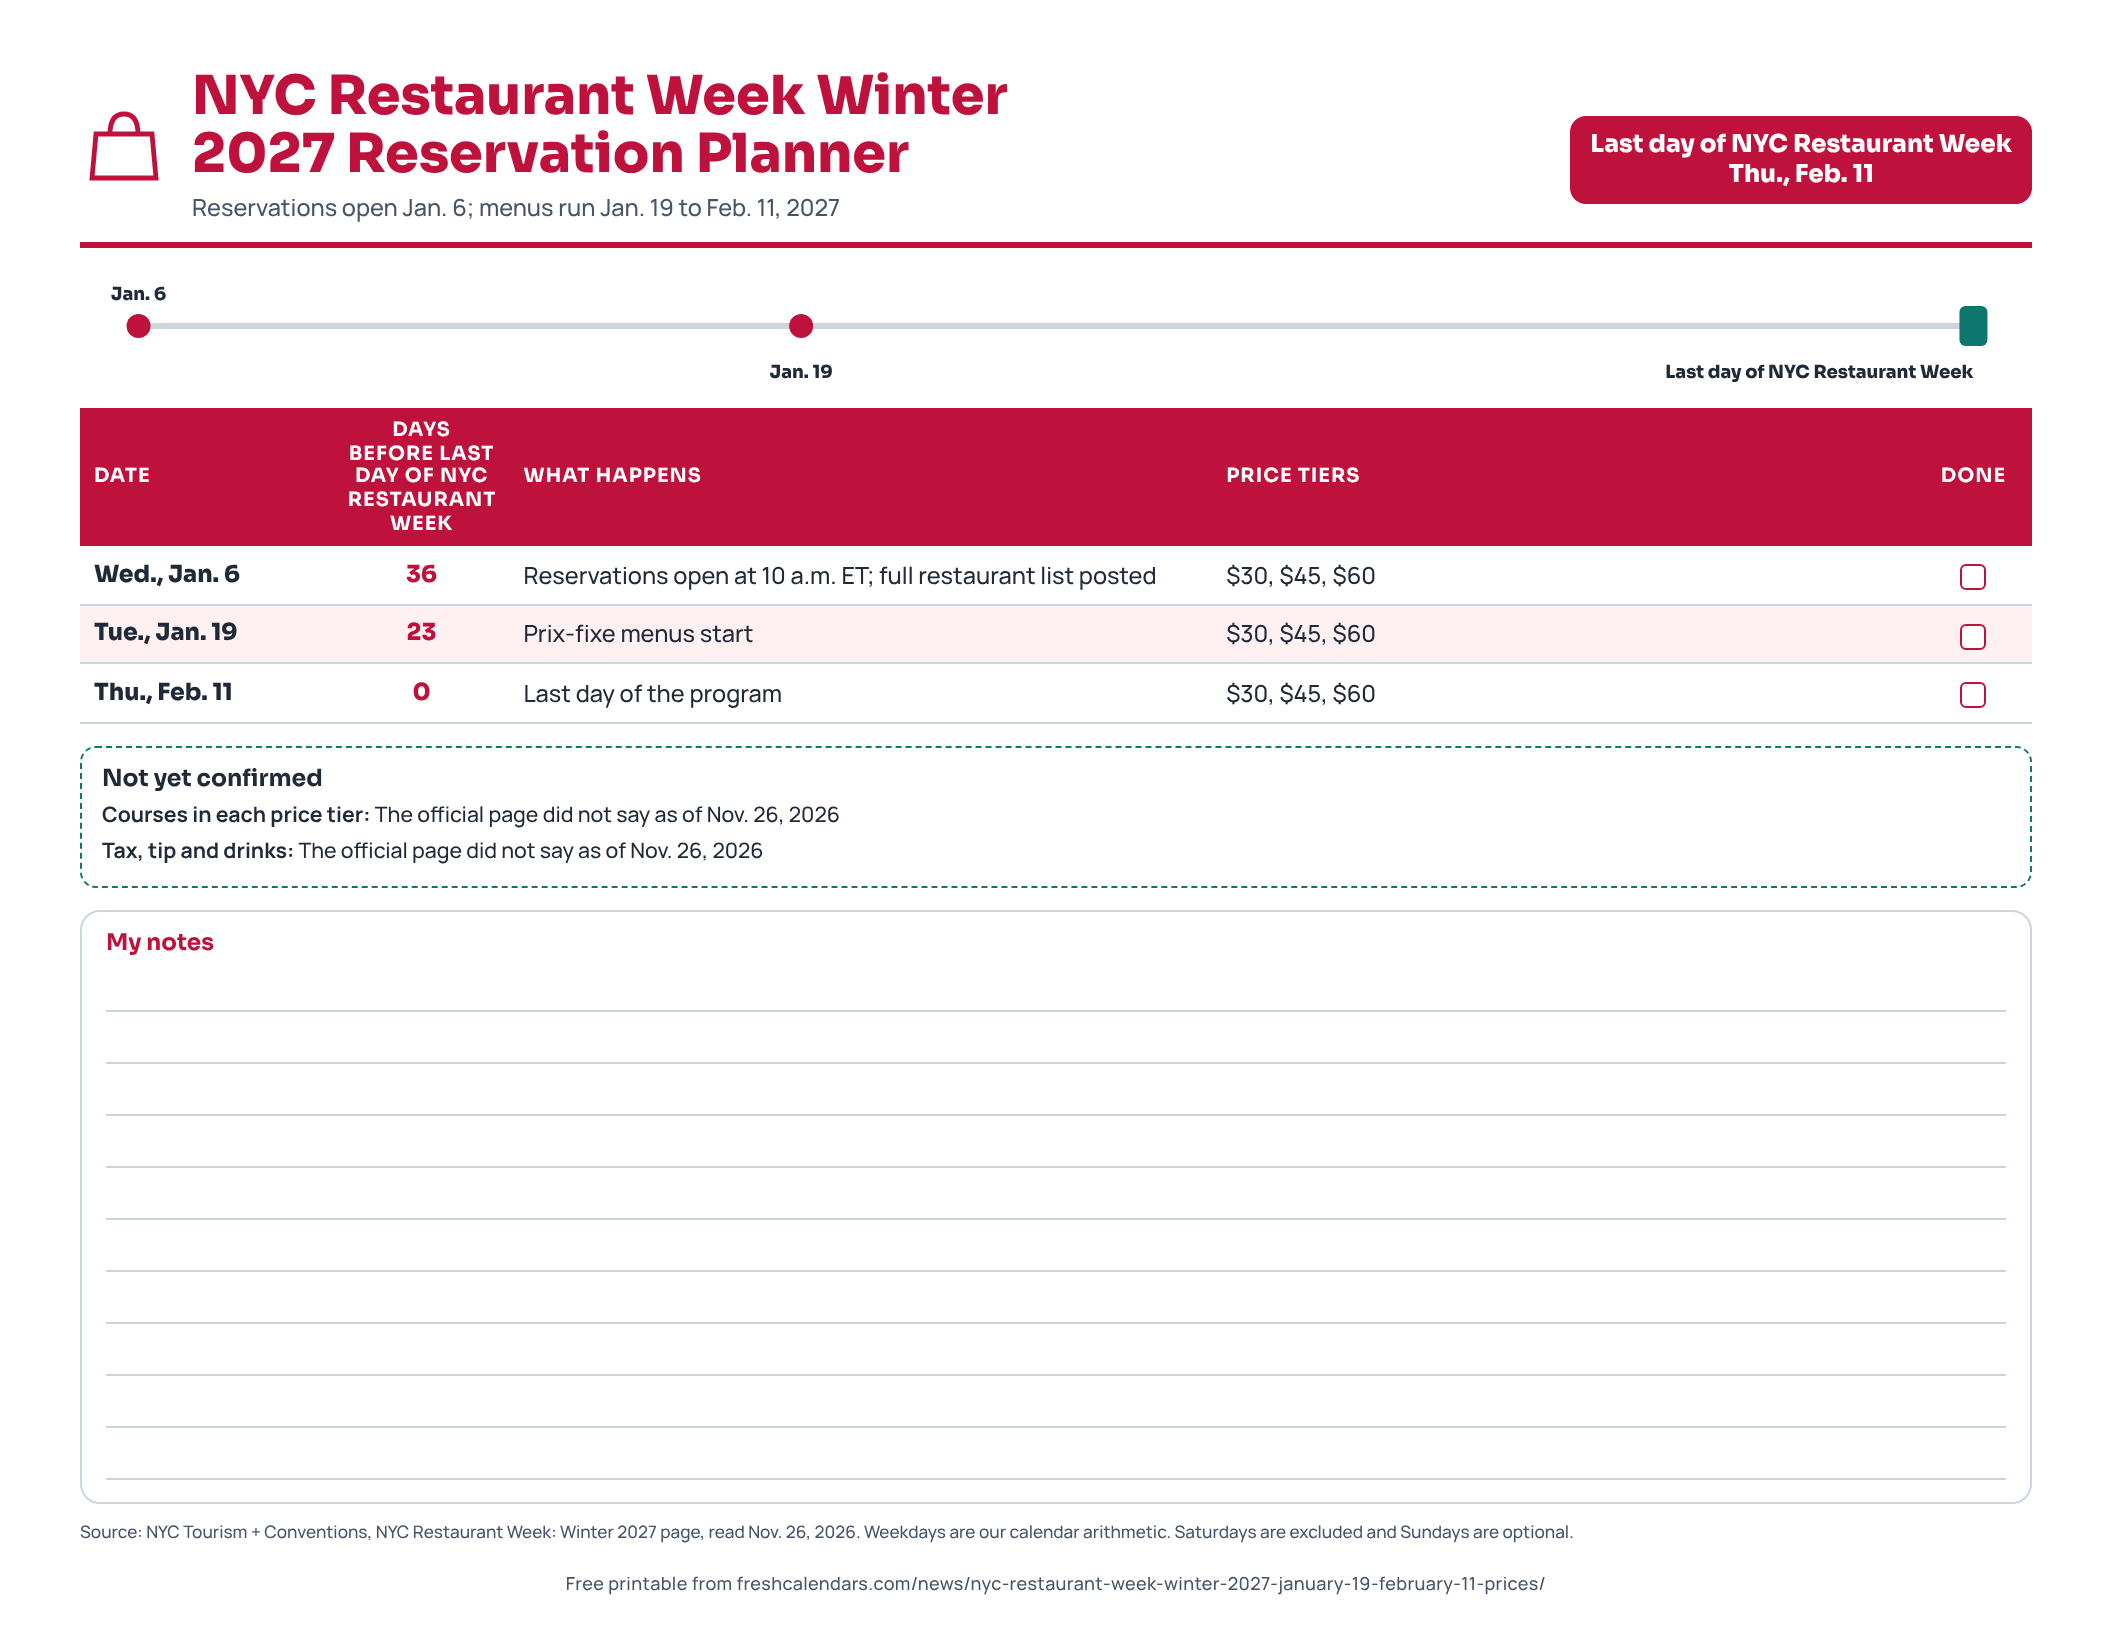 NYC Restaurant Week Winter
2027 Reservation Planner
Reservations open Jan. 6; menus run Jan. 19 to Feb. 11, 2027
Last day of NYC Restaurant Week
Thu., Feb. 11
Jan. 6
Jan. 19
Last day of NYC Restaurant Week
DATE
DAYS
BEFORE LAST
DAY OF NYC
RESTAURANT
WEEK
WHAT HAPPENS
PRICE TIERS
DONE
Wed., Jan. 6 36 Reservations open at 10 a.m. ET; full restaurant list posted $30, $45, $60
Tue., Jan. 19 23 Prix-fixe menus start $30, $45, $60
Thu., Feb. 11 0 Last day of the program $30, $45, $60
Not yet confirmed
Courses in each price tier: The official page did not say as of Nov. 26, 2026
Tax, tip and drinks: The official page did not say as of Nov. 26, 2026
My notes
Source: NYC Tourism + Conventions, NYC Restaurant Week: Winter 2027 page, read Nov. 26, 2026. Weekdays are our calendar arithmetic. Saturdays are excluded and Sundays are optional.
Free printable from freshcalendars.com/news/nyc-restaurant-week-winter-2027-january-19-february-11-prices/